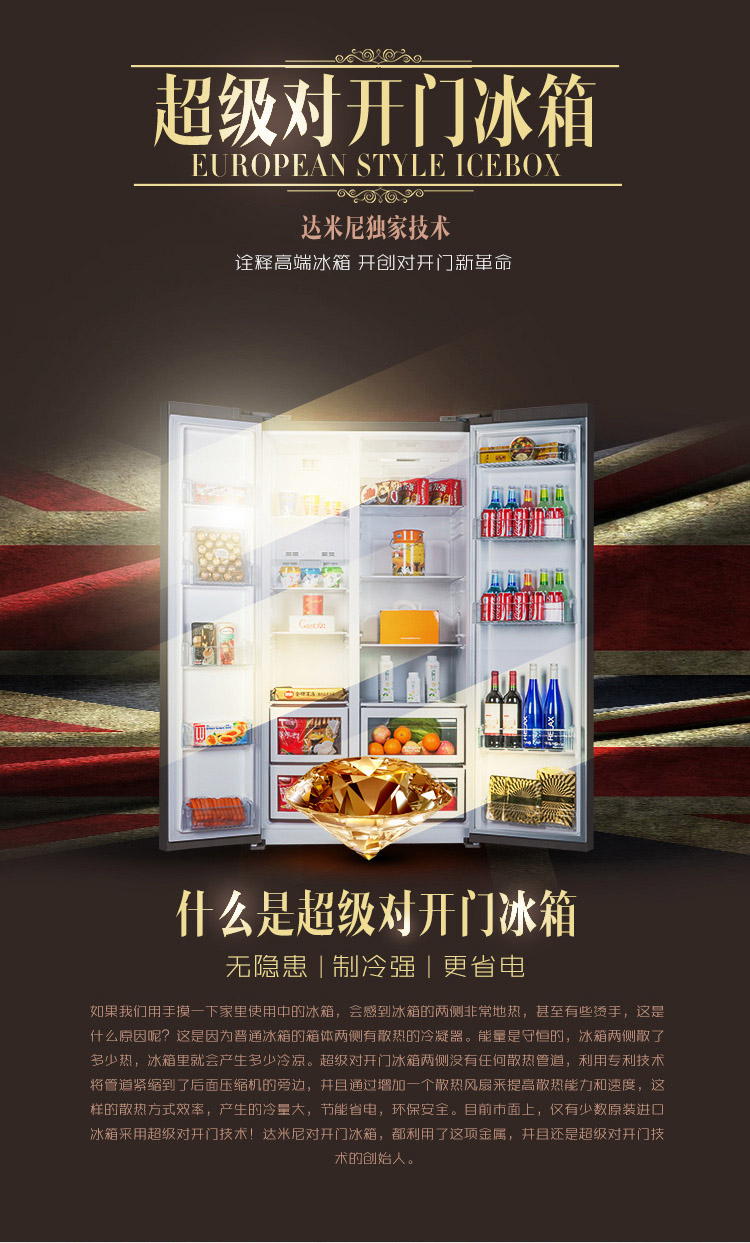 超级对开门冰箱
EUROPEAN STYLE ICEBOX
达米尼独家技术
诠释高端冰箱 开创对开门新革命
RELAX
RELAX
LU
什么是超级对开门冰箱
无隐患 | 制冷强 | 更省电
如果我们用手摸一下家里使用中的冰箱，会感到冰箱的两侧非常地热，甚至有些烫手，这是
什么原因呢？这是因为普通冰箱的箱体两侧有散热的冷凝器。能量是守恒的，冰箱两侧散了
多少热，冰箱里就会产生多少冷凉。超级对开门冰箱两侧没有任何散热管道，利用专利技术
将管道紧缩到了后面压缩机的旁边，并且通过增加一个散热风扇来提高散热能力和速度，这
样的散热方式效率，产生的冷量大，节能省电，环保安全。目前市面上，仅有少数原装进口
冰箱采用超级对开门技术！达米尼对开门冰箱，都利用了这项金属，并且还是超级对开门技
术的创始人。